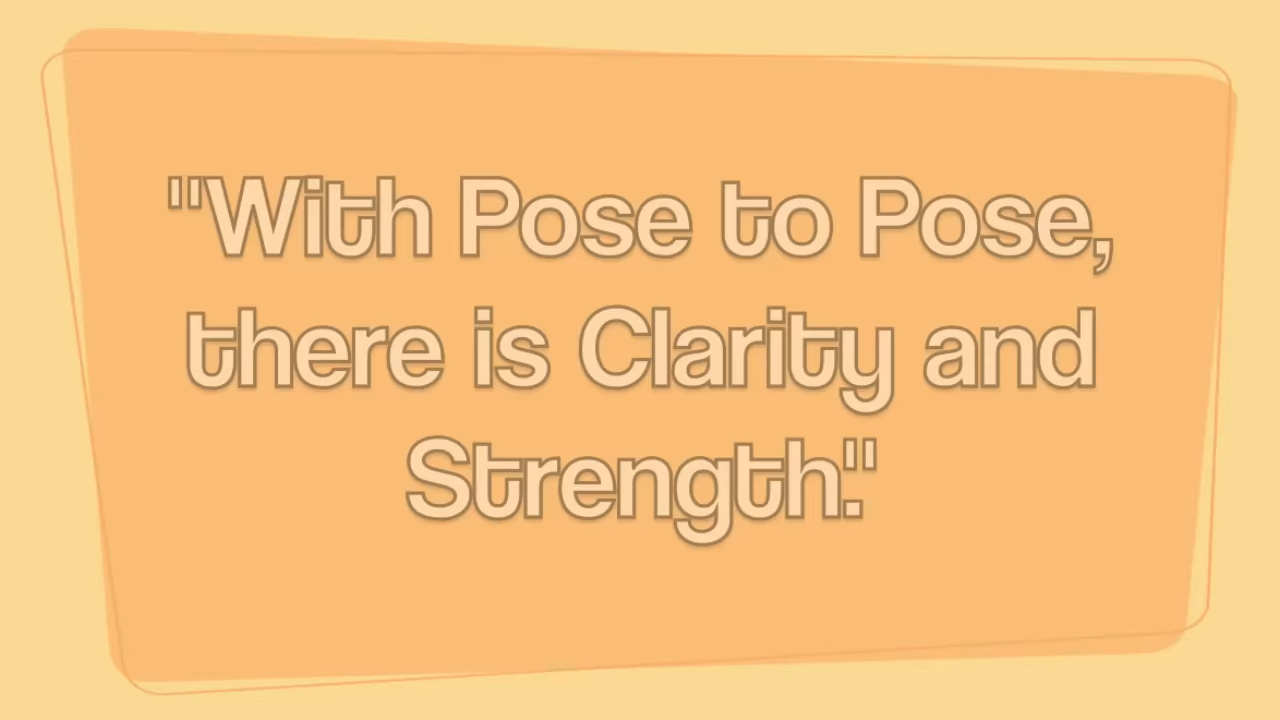 "With Pose to Pose,
there is Clarity and
Strength."